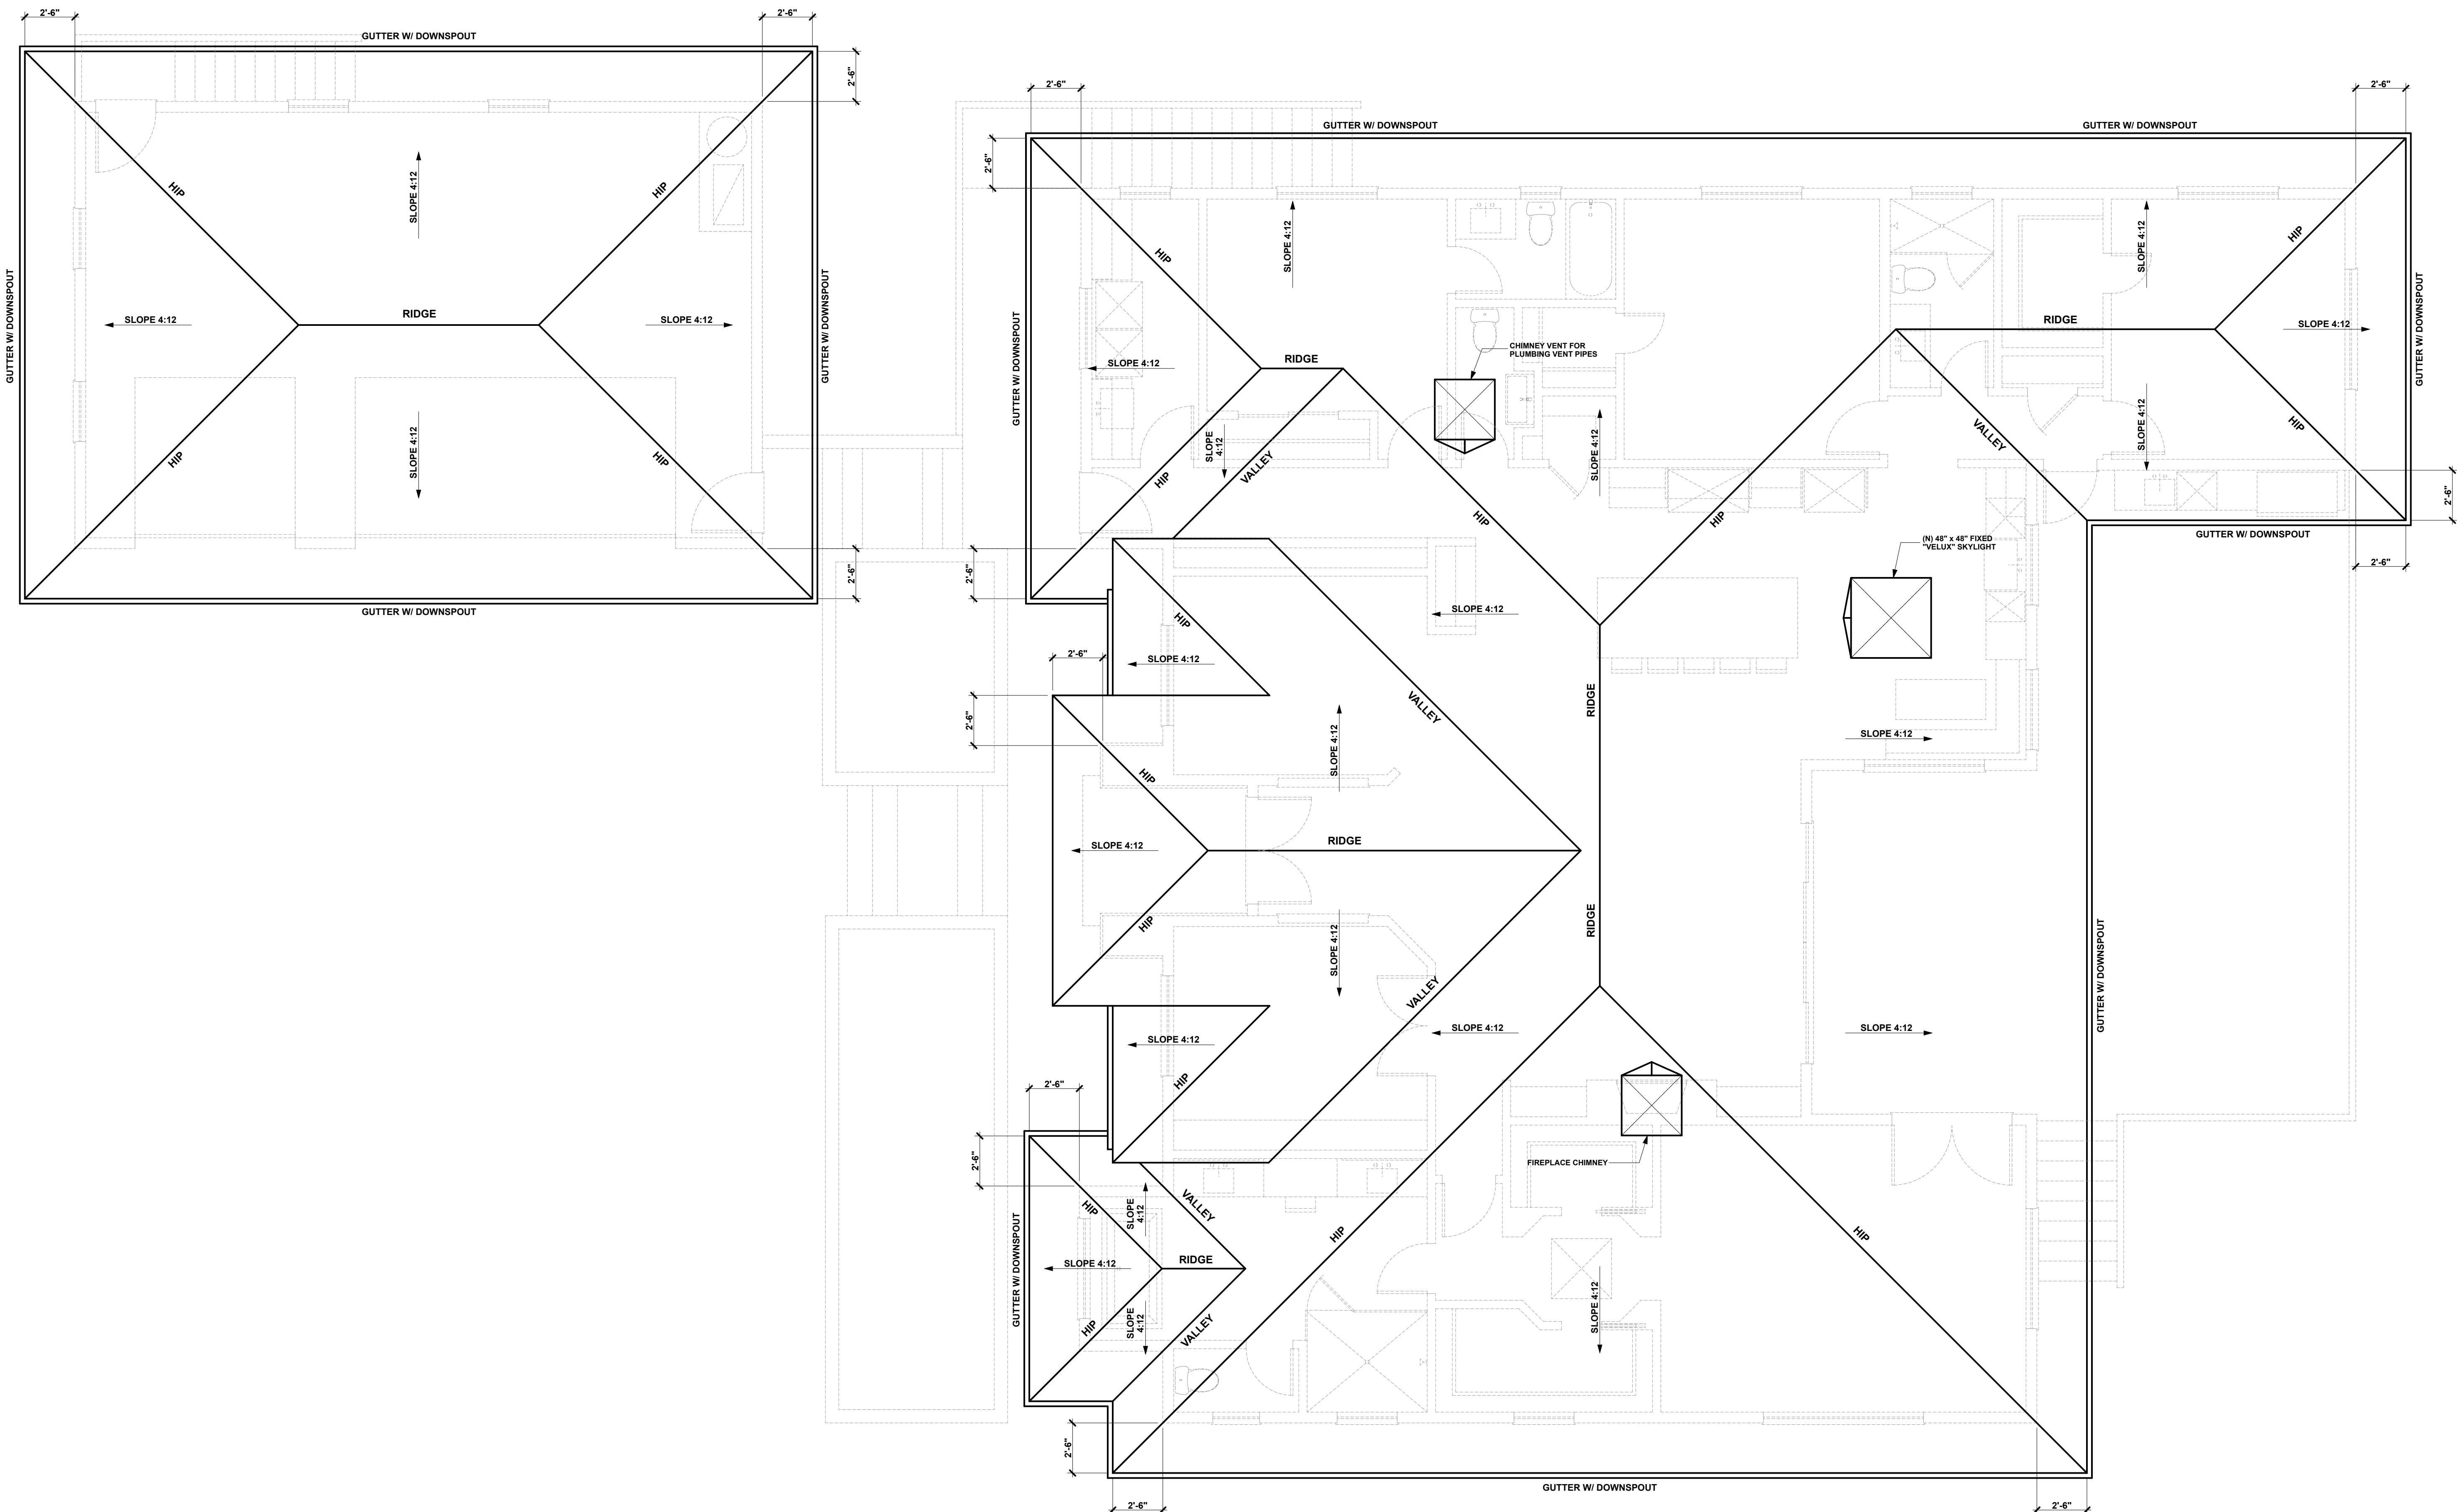 2'-6"
2'-6"
GUTTER W/ DOWNSPOUT
2'-6"
HIP
HIP
SLOPE 4:12
GUTTER W/ DOWNSPOUT
SLOPE 4:12
RIDGE
SLOPE 4:12
GUTTER W/ DOWNSPOUT
SLOPE 4:12
HIP
HIP
2'-6"
GUTTER W/ DOWNSPOUT
2'-6"
2'-6"
GUTTER W/ DOWNSPOUT
GUTTER W/ DOWNSPOUT
2'-6"
HIP
SLOPE 4:12
SLOPE 4:12
HIP
GUTTER W/ DOWNSPOUT
SLOPE 4:12
RIDGE
CHIMNEY VENT FOR
PLUMBING VENT PIPES
RIDGE
SLOPE 4:12
GUTTER W/ DOWNSPOUT
HIP
SLOPE
4:12
VALLEY
HIP
SLOPE 4:12
HIP
VALLEY
SLOPE 4:12
HIP
2'-6"
GUTTER W/ DOWNSPOUT
2'-6"
2'-6"
(N) 48" x 48" FIXED
"VELUX" SKYLIGHT
HIP
SLOPE 4:12
SLOPE 4:12
2'-6"
2'-6"
VALLEY
RIDGE
SLOPE 4:12
SLOPE 4:12
HIP
SLOPE 4:12
RIDGE
HIP
SLOPE 4:12
RIDGE
VALLEY
SLOPE 4:12
SLOPE 4:12
SLOPE 4:12
GUTTER W/ DOWNSPOUT
HIP
2'-6"
2'-6"
FIREPLACE CHIMNEY
HIP
SLOPE
4:12
VALLEY
HIP
HIP
GUTTER W/ DOWNSPOUT
SLOPE 4:12
RIDGE
HIP
SLOPE
4:12
VALLEY
SLOPE 4:12
2'-6"
GUTTER W/ DOWNSPOUT
2'-6"
2'-6"